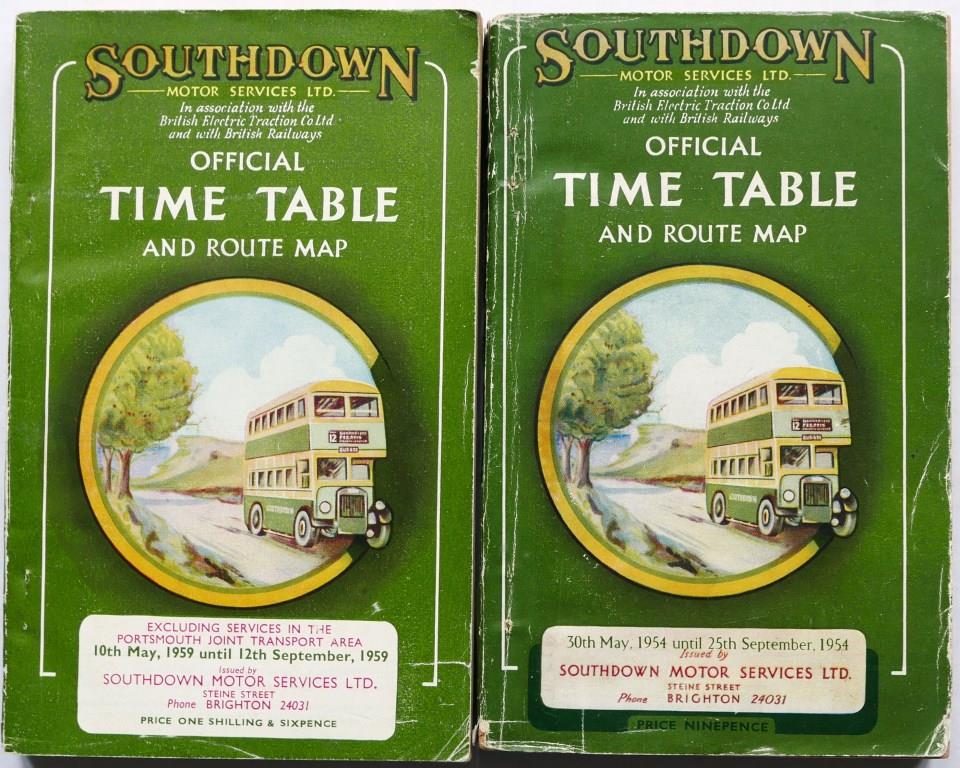 SOUTHDOWN
MOTOR SERVICES LTD.
In association with the
British Electric Traction Co Ltd
and with British Railways
OFFICIAL
TIME TABLE
AND ROUTE MAP
12
SOUTHDOWN
EXCLUDING SERVICES IN THE
PORTSMOUTH JOINT TRANSPORT AREA
10th May, 1959 until 12th September, 1959
Issued by
SOUTHDOWN MOTOR SERVICES LTD.
STEINE STREET
Phone BRIGHTON 24031
PRICE ONE SHILLING & SIXPENCE
SOUTHDOWN
MOTOR SERVICES LTD.
In association with the
British Electric Traction Co Ltd
and with British Railways
OFFICIAL
TIME TABLE
AND ROUTE MAP
12
SOUTHDOWN
30th May, 1954 until 25th September, 1954
Issued by
SOUTHDOWN MOTOR SERVICES LTD.
STEINE STREET
Phone BRIGHTON 24031
PRICE NINEPENCE